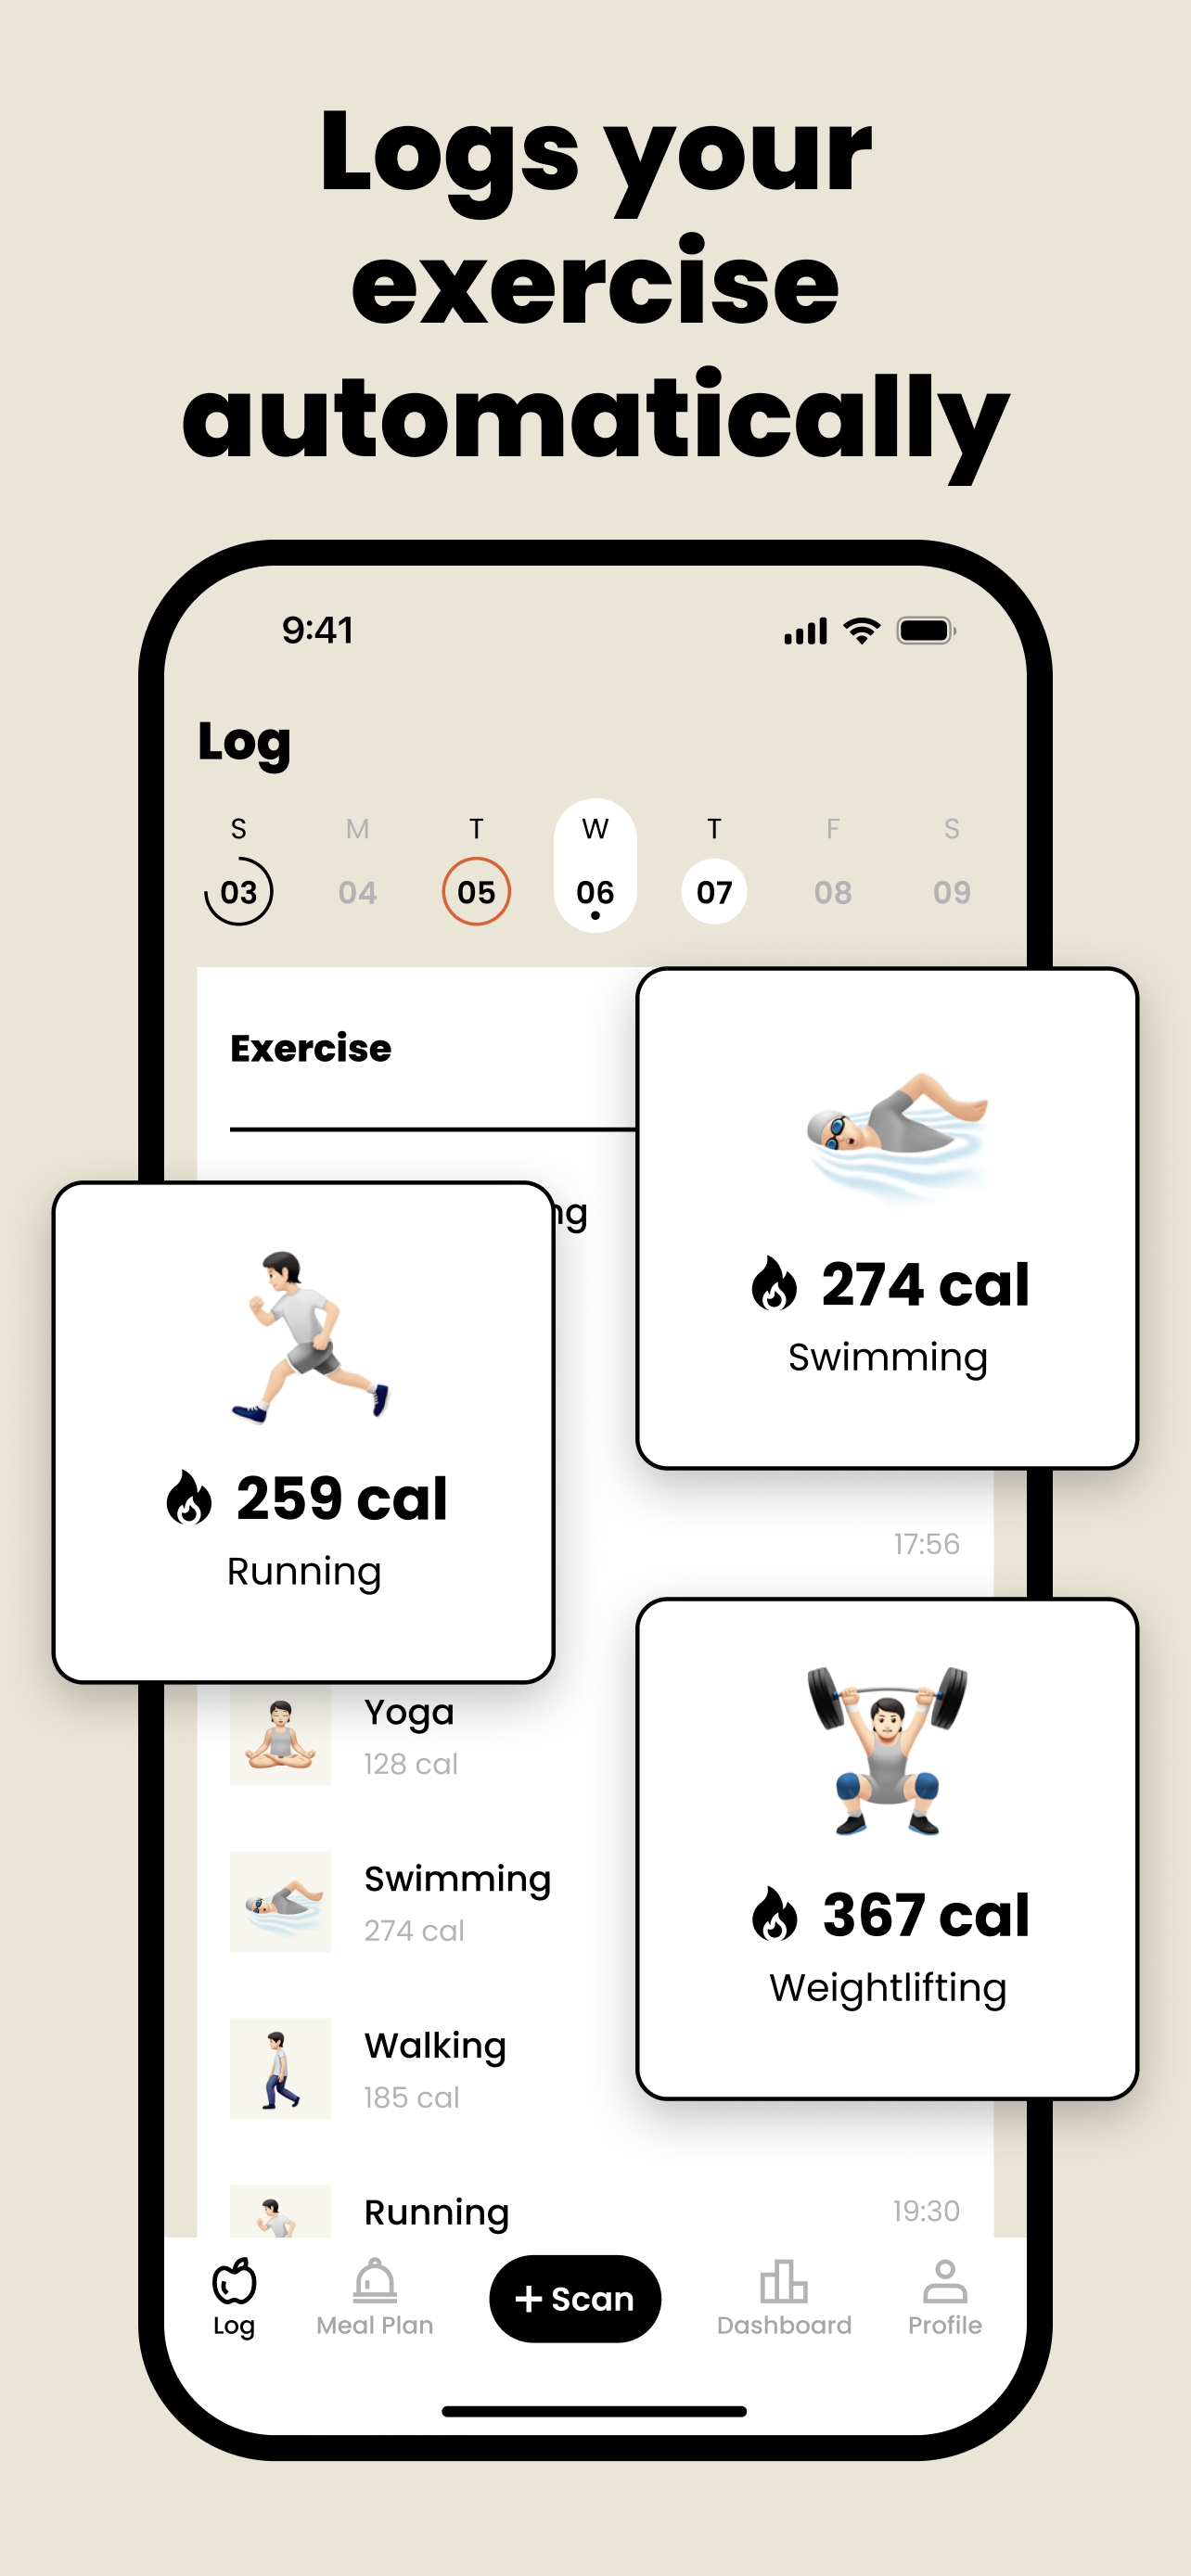 Logs your
exercise
automatically
9:41
Log
S M T W T F S
03 04 05 06 07 08 09
Exercise
274 cal
Swimming
259 cal
Running
17:56
367 cal
Weightlifting
Yoga
128 cal
Swimming
274 cal
Walking
185 cal
Running 19:30
Log Meal Plan + Scan Dashboard Profile